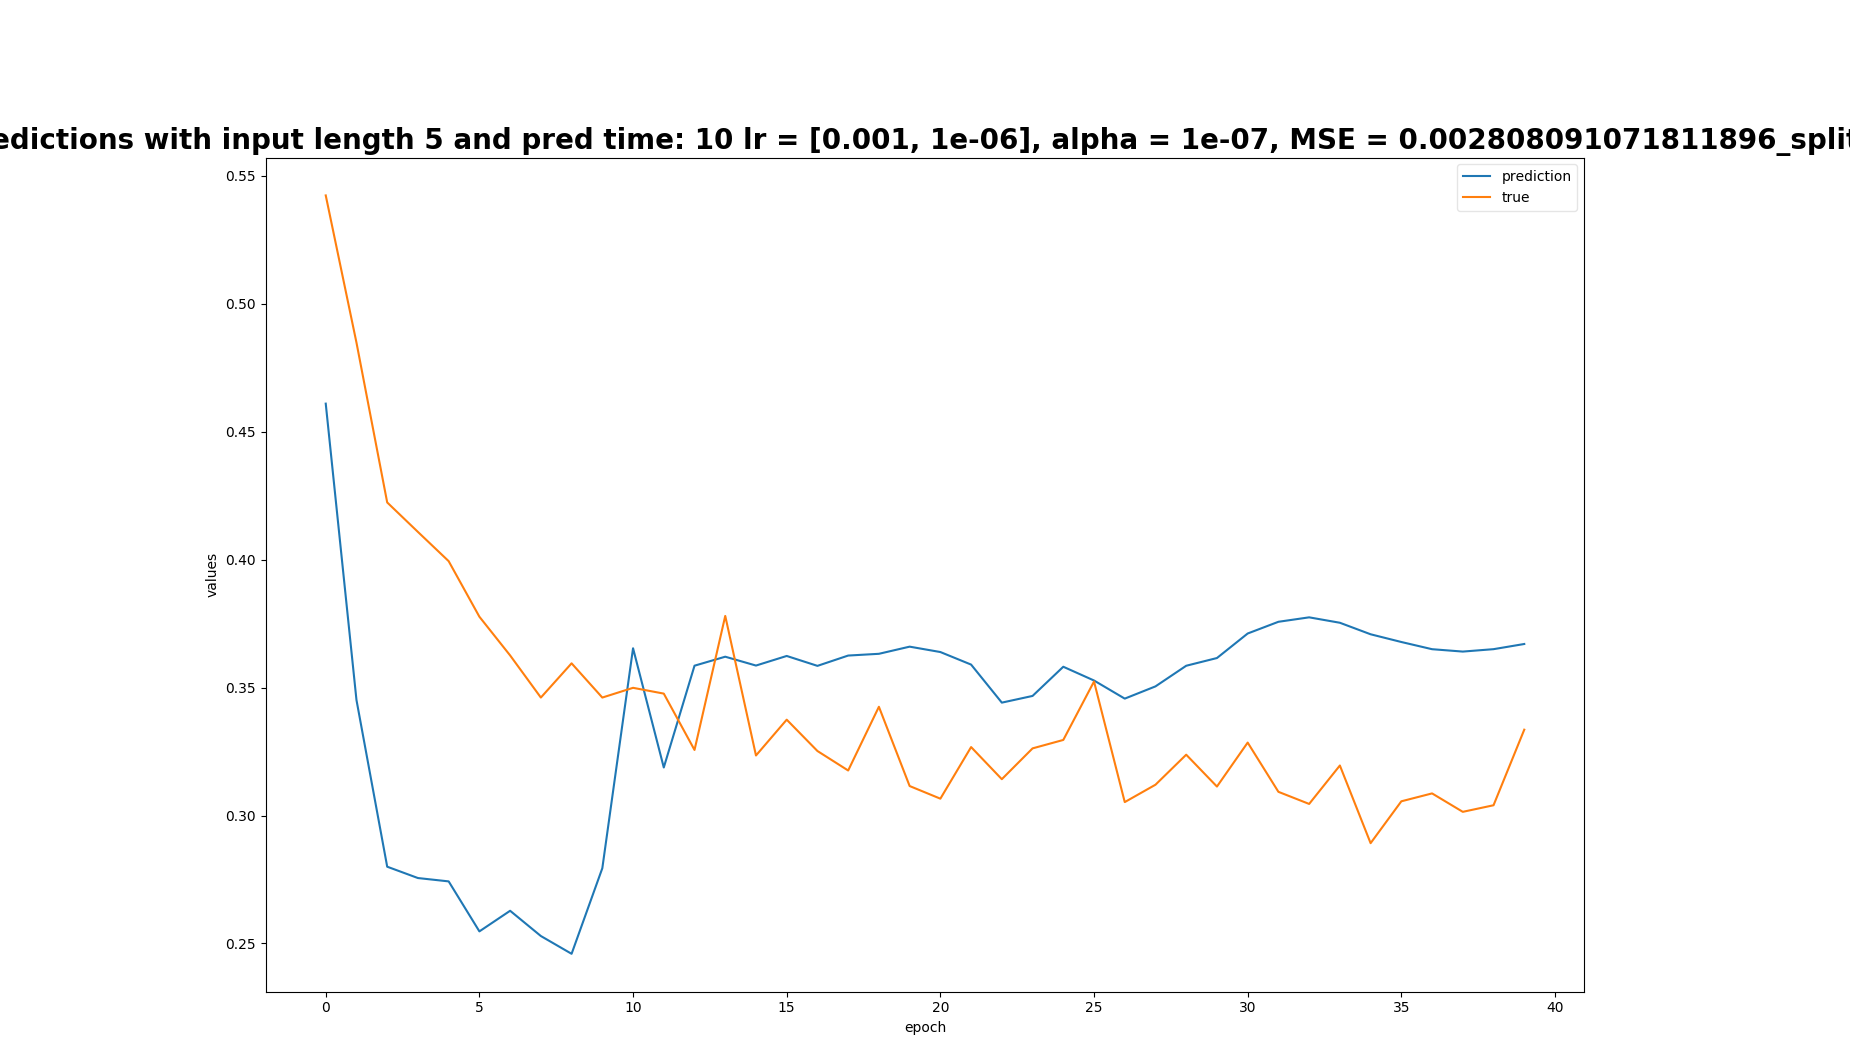 edictions with input length 5 and pred time: 10 lr = [0.001, 1e-06], alpha = 1e-07, MSE = 0.002808091071811896_split
prediction
true
0.55
0.50
0.45
0.40
0.35
0.30
0.25
values
0 5 10 15 20 25 30 35 40
epoch